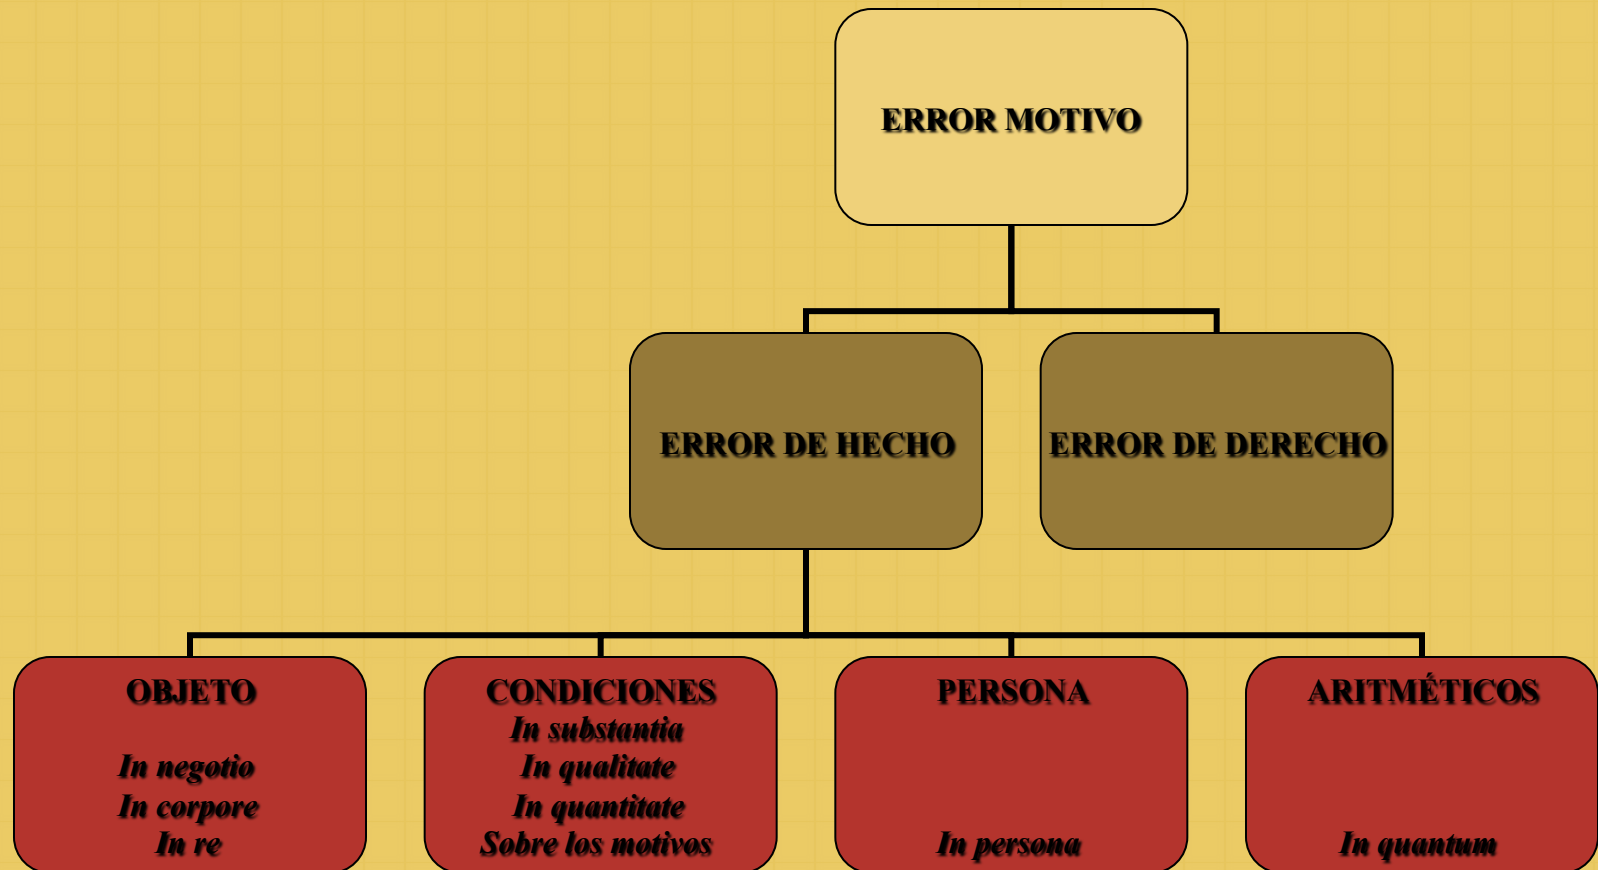 ERROR MOTIVO
ERROR DE HECHO
ERROR DE DERECHO
OBJETO
In negotio
In corpore
In re
CONDICIONES
In substantia
In qualitate
In quantitate
Sobre los motivos
PERSONA
In persona
ARITMÉTICOS
In quantum